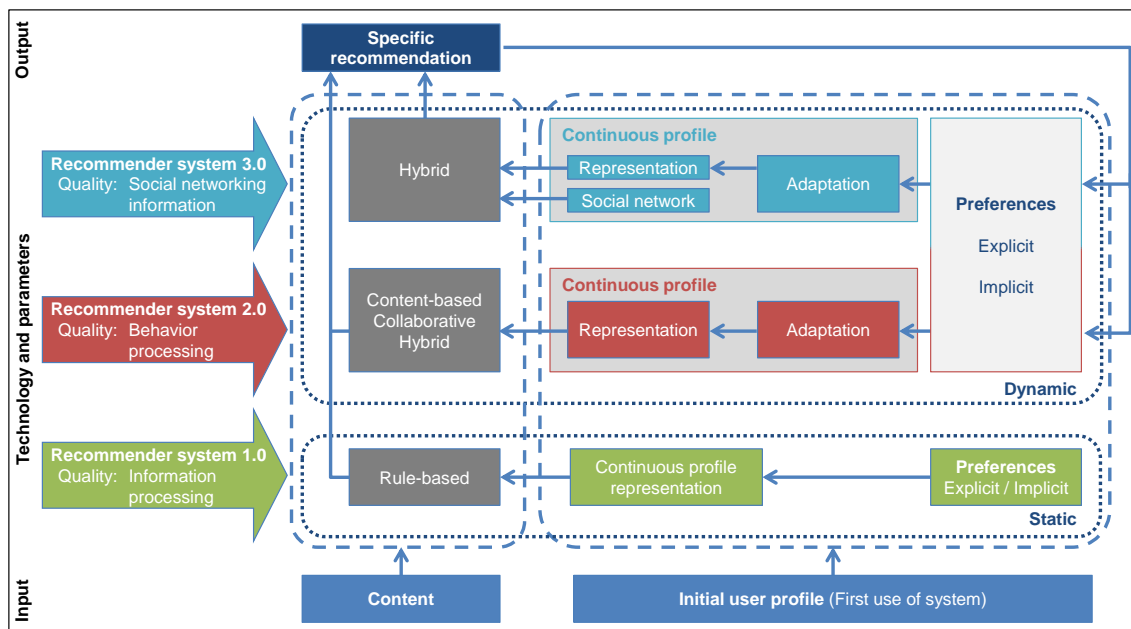 Output
Specific
recommendation
Technology and parameters
Recommender system 3.0
Quality: Social networking
information
Hybrid
Continuous profile
Representation
Social network
Adaptation
Preferences
Explicit
Implicit
Recommender system 2.0
Quality: Behavior
processing
Content-based
Collaborative
Hybrid
Continuous profile
Representation
Adaptation
Dynamic
Recommender system 1.0
Quality: Information
processing
Rule-based
Continuous profile
representation
Preferences
Explicit / Implicit
Static
Input
Content
Initial user profile (First use of system)